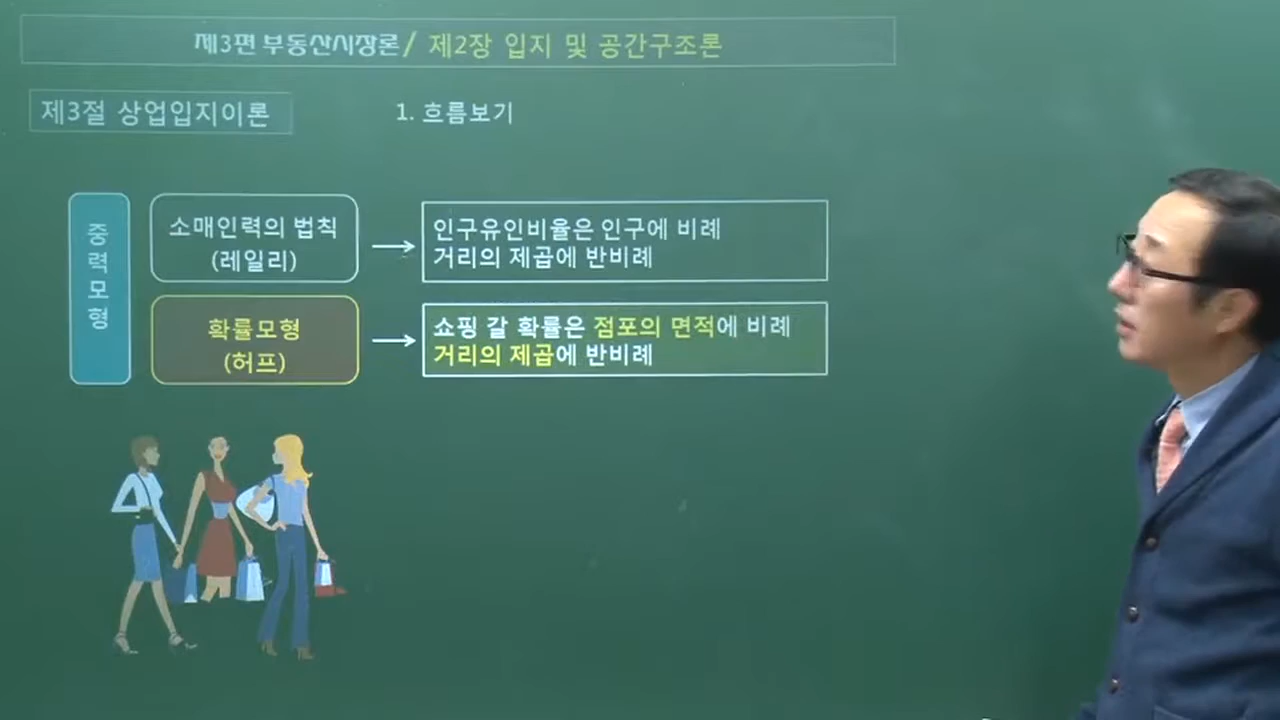 제3편 부동산시장론/ 제2장 입지 및 공간구조론
제3절 상업입지이론
1. 흐름보기
중력모형
소매인력의 법칙
(레일리)
인구유인비율은 인구에 비례
거리의 제곱에 반비례
확률모형
(허프)
쇼핑 갈 확률은 점포의 면적에 비례
거리의 제곱에 반비례